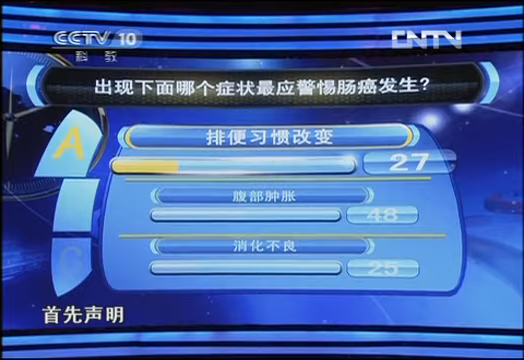 CCTV 10
科教
CNTV
出现下面哪个症状最应警惕肠癌发生?
A
排便习惯改变
27
腹部肿胀
48
C
消化不良
25
首先声明